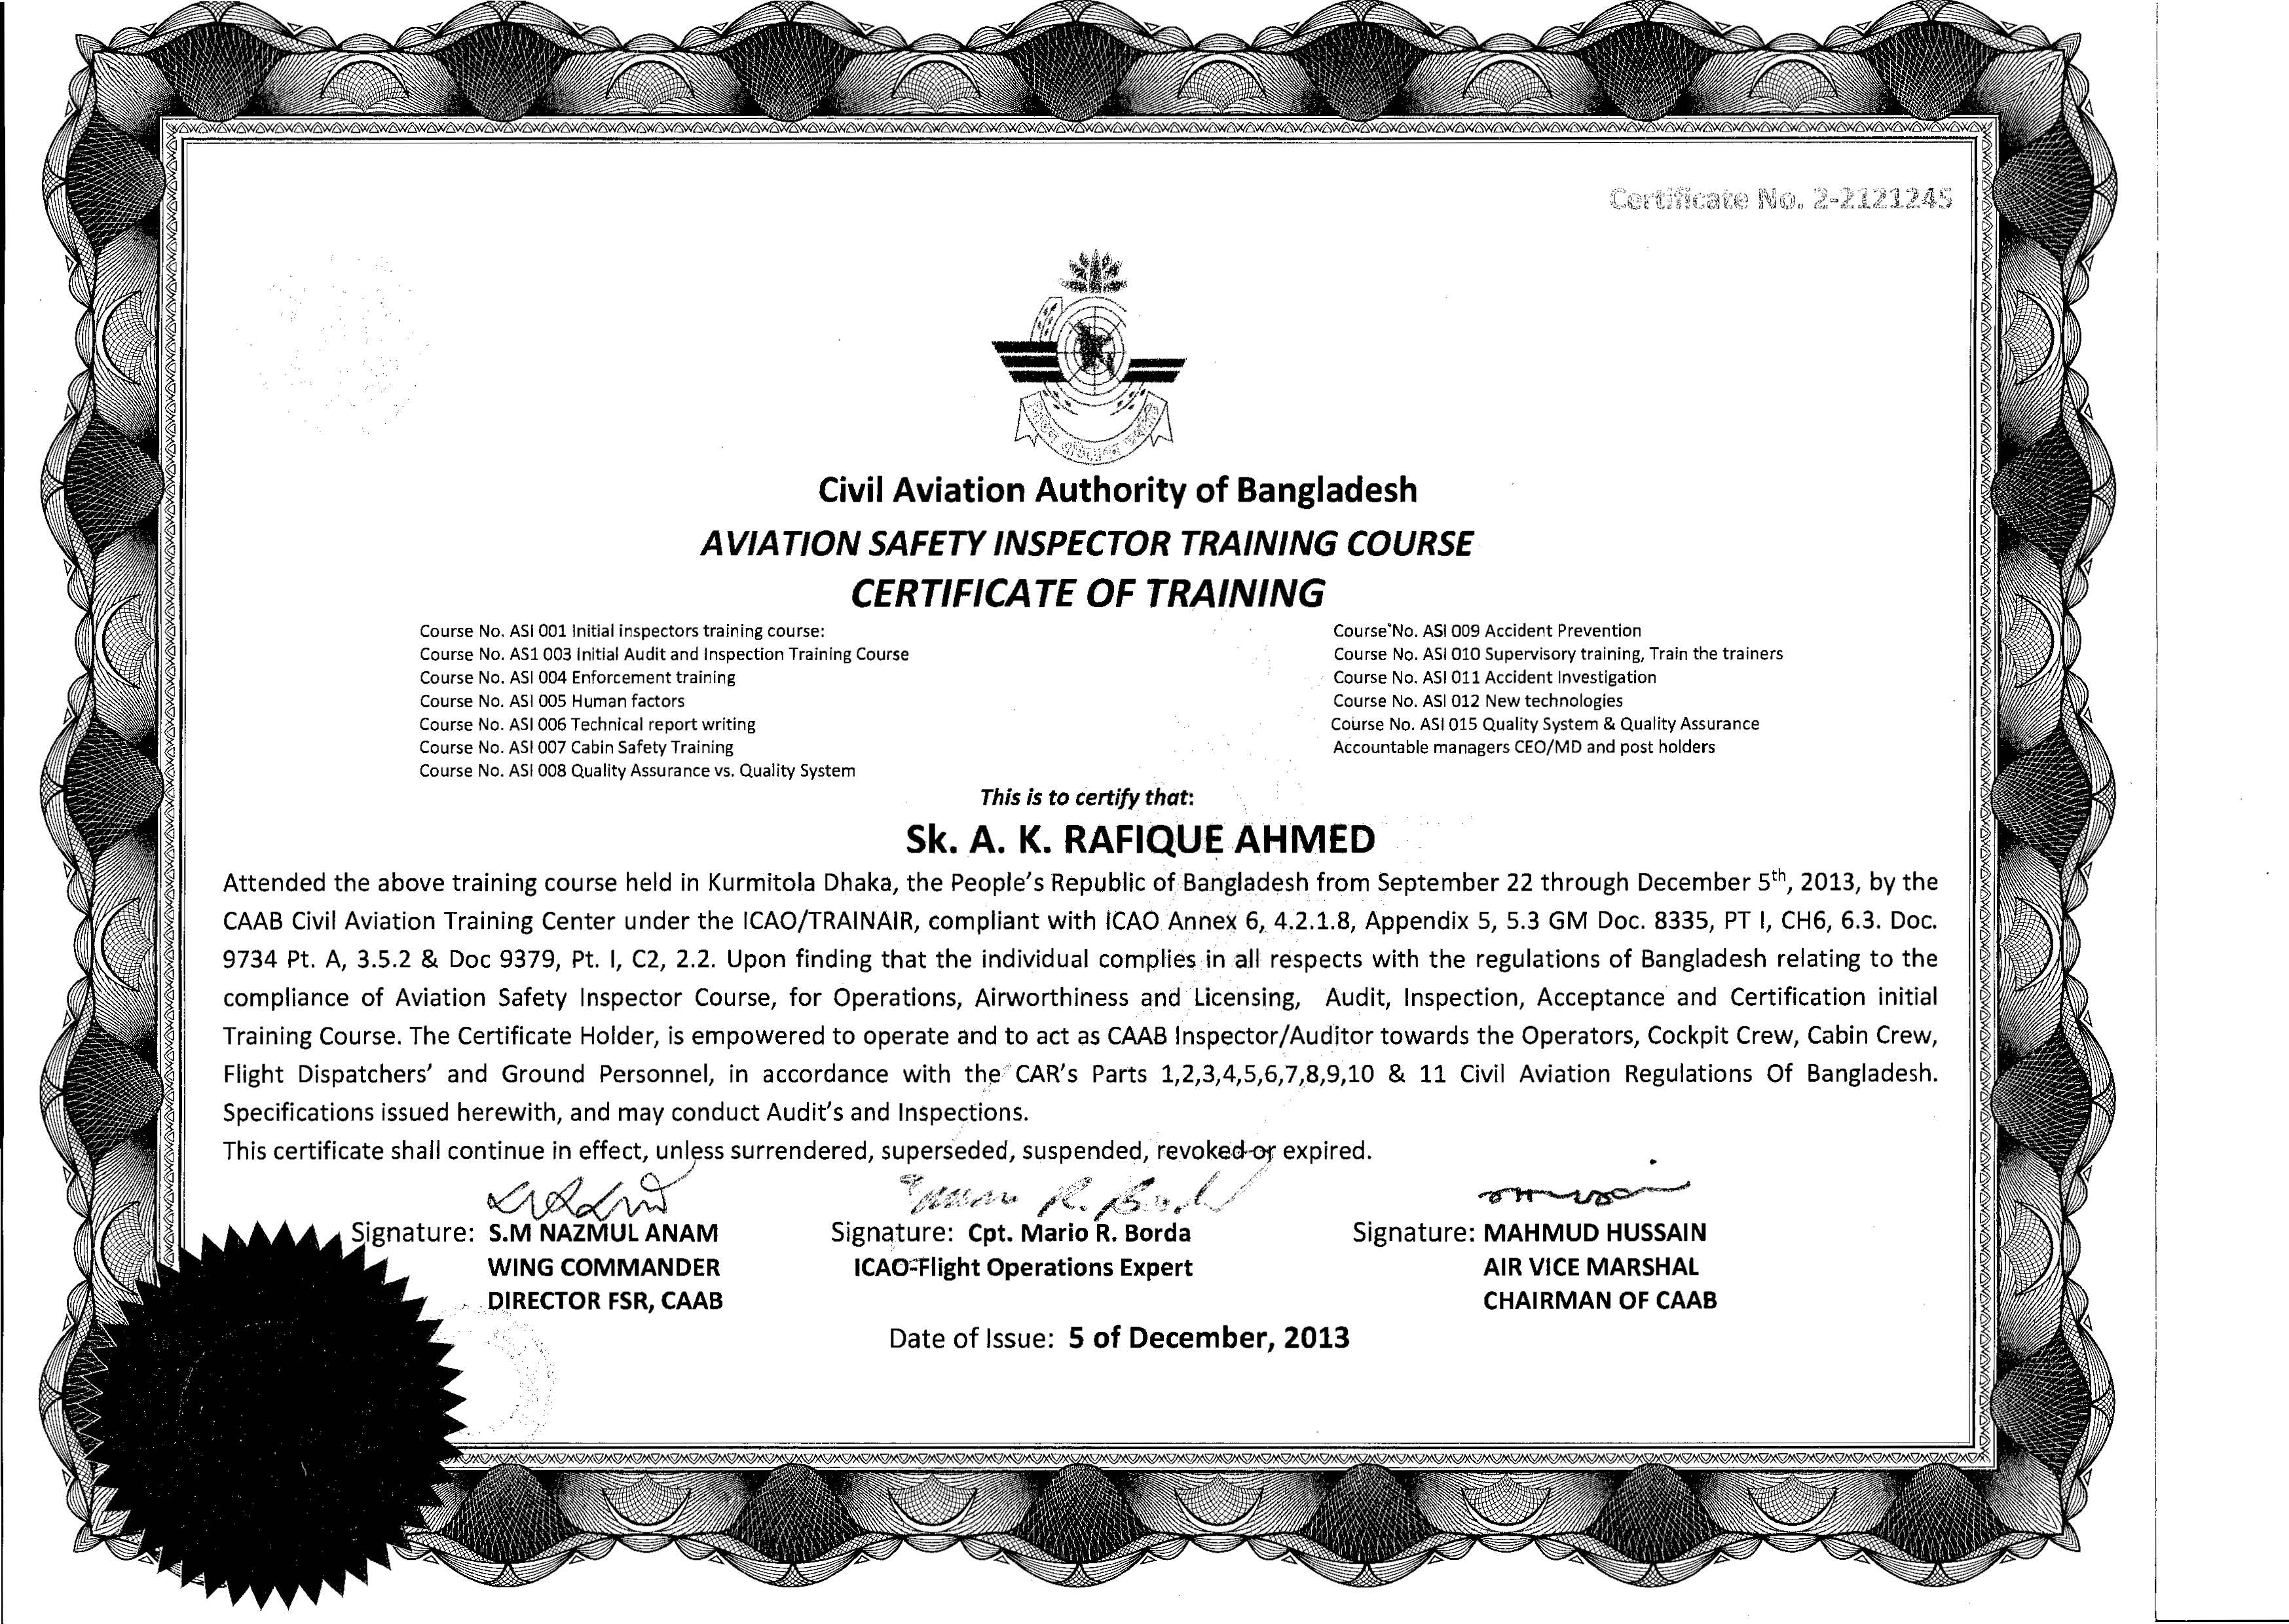 Certificate No. 2-2121245
Civil Aviation Authority of Bangladesh
AVIATION SAFETY INSPECTOR TRAINING COURSE
CERTIFICATE OF TRAINING
Course No. ASI 001 Initial inspectors training course:
Course No. AS1 003 Initial Audit and Inspection Training Course
Course No. ASI 004 Enforcement training
Course No. ASI 005 Human factors
Course No. ASI 006 Technical report writing
Course No. ASI 007 Cabin Safety Training
Course No. ASI 008 Quality Assurance vs. Quality System
Course No. ASI 009 Accident Prevention
Course No. ASI 010 Supervisory training, Train the trainers
Course No. ASI 011 Accident Investigation
Course No. ASI 012 New technologies
Course No. ASI 015 Quality System & Quality Assurance
Accountable managers CEO/MD and post holders
This is to certify that:
Sk. A. K. RAFIQUE AHMED
Attended the above training course held in Kurmitola Dhaka, the People's Republic of Bangladesh from September 22 through December 5th, 2013, by the
CAAB Civil Aviation Training Center under the ICAO/TRAINAIR, compliant with ICAO Annex 6, 4.2.1.8, Appendix 5, 5.3 GM Doc. 8335, PT I, CH6, 6.3. Doc.
9734 Pt. A, 3.5.2 & Doc 9379, Pt. I, C2, 2.2. Upon finding that the individual complies in all respects with the regulations of Bangladesh relating to the
compliance of Aviation Safety Inspector Course, for Operations, Airworthiness and Licensing, Audit, Inspection, Acceptance and Certification initial
Training Course. The Certificate Holder, is empowered to operate and to act as CAAB Inspector/Auditor towards the Operators, Cockpit Crew, Cabin Crew,
Flight Dispatchers' and Ground Personnel, in accordance with the CAR's Parts 1,2,3,4,5,6,7,8,9,10 & 11 Civil Aviation Regulations Of Bangladesh.
Specifications issued herewith, and may conduct Audit's and Inspections.
This certificate shall continue in effect, unless surrendered, superseded, suspended, revoked or expired.
Signature: S.M NAZMUL ANAM
WING COMMANDER
DIRECTOR FSR, CAAB
Signature: Cpt. Mario R. Borda
ICAO-Flight Operations Expert
Signature: MAHMUD HUSSAIN
AIR VICE MARSHAL
CHAIRMAN OF CAAB
Date of Issue: 5 of December, 2013